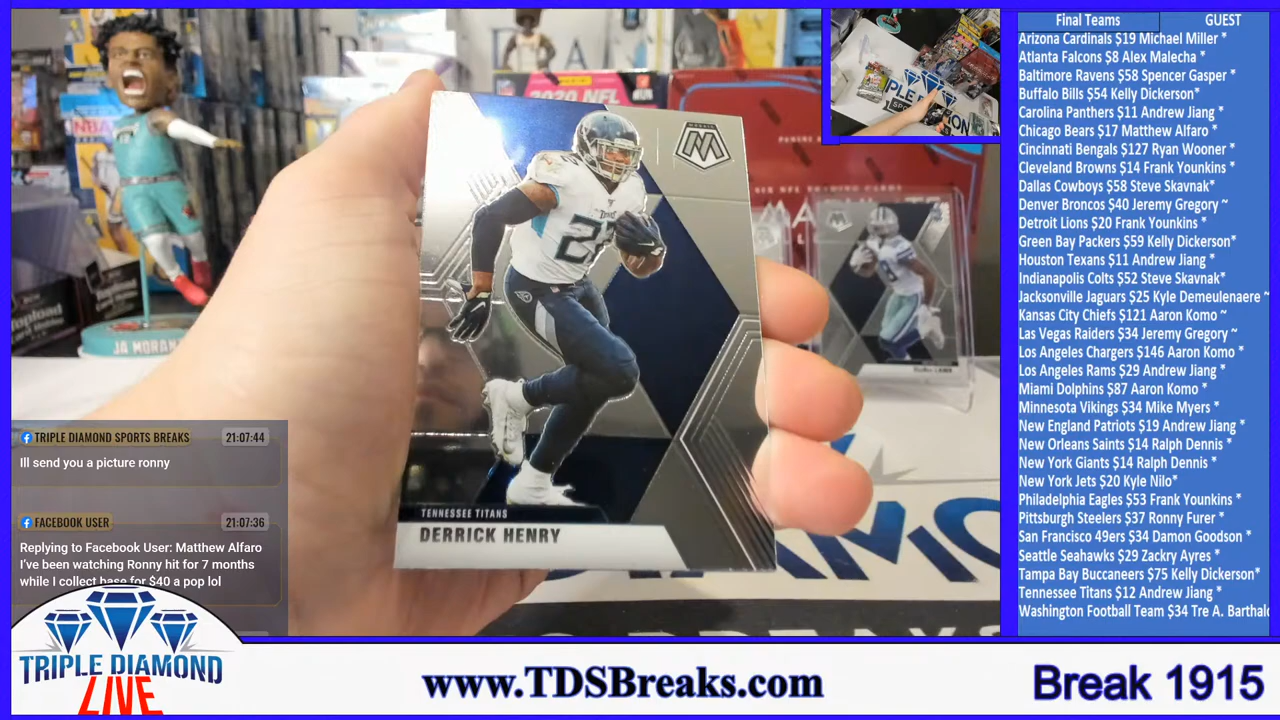 Final Teams GUEST
Arizona Cardinals $19 Michael Miller *
Atlanta Falcons $8 Alex Malecha *
Baltimore Ravens $58 Spencer Gasper *
Buffalo Bills $54 Kelly Dickerson*
Carolina Panthers $11 Andrew Jiang *
Chicago Bears $17 Matthew Alfaro *
Cincinnati Bengals $127 Ryan Wooner *
Cleveland Browns $14 Frank Younkins *
Dallas Cowboys $58 Steve Skavnak*
Denver Broncos $40 Jeremy Gregory ~
Detroit Lions $20 Frank Younkins *
Green Bay Packers $59 Kelly Dickerson*
Houston Texans $11 Andrew Jiang *
Indianapolis Colts $52 Steve Skavnak*
Jacksonville Jaguars $25 Kyle Demeulenaere ~
Kansas City Chiefs $121 Aaron Komo ~
Las Vegas Raiders $34 Jeremy Gregory ~
Los Angeles Chargers $146 Aaron Komo *
Los Angeles Rams $29 Andrew Jiang *
Miami Dolphins $87 Aaron Komo *
Minnesota Vikings $34 Mike Myers *
New England Patriots $19 Andrew Jiang *
New Orleans Saints $14 Ralph Dennis *
New York Giants $14 Ralph Dennis *
New York Jets $20 Kyle Nilo*
Philadelphia Eagles $53 Frank Younkins *
Pittsburgh Steelers $37 Ronny Furer *
San Francisco 49ers $34 Damon Goodson *
Seattle Seahawks $29 Zackry Ayres *
Tampa Bay Buccaneers $75 Kelly Dickerson*
Tennessee Titans $12 Andrew Jiang *
Washington Football Team $34 Tre A.
2020 NFL
MOSAIC
M
TITANS
22
TENNESSEE TITANS
DERRICK HENRY
JA MORANT
TRIPLE DIAMOND SPORTS BREAKS 21:07:44
Ill send you a picture ronny
FACEBOOK USER 21:07:36
Replying to Facebook User: Matthew Alfaro
I've been watching Ronny hit for 7 months
while I collect base for $40 a pop lol
TRIPLE DIAMOND
LIVE
www.TDSBreaks.com
Break 1915